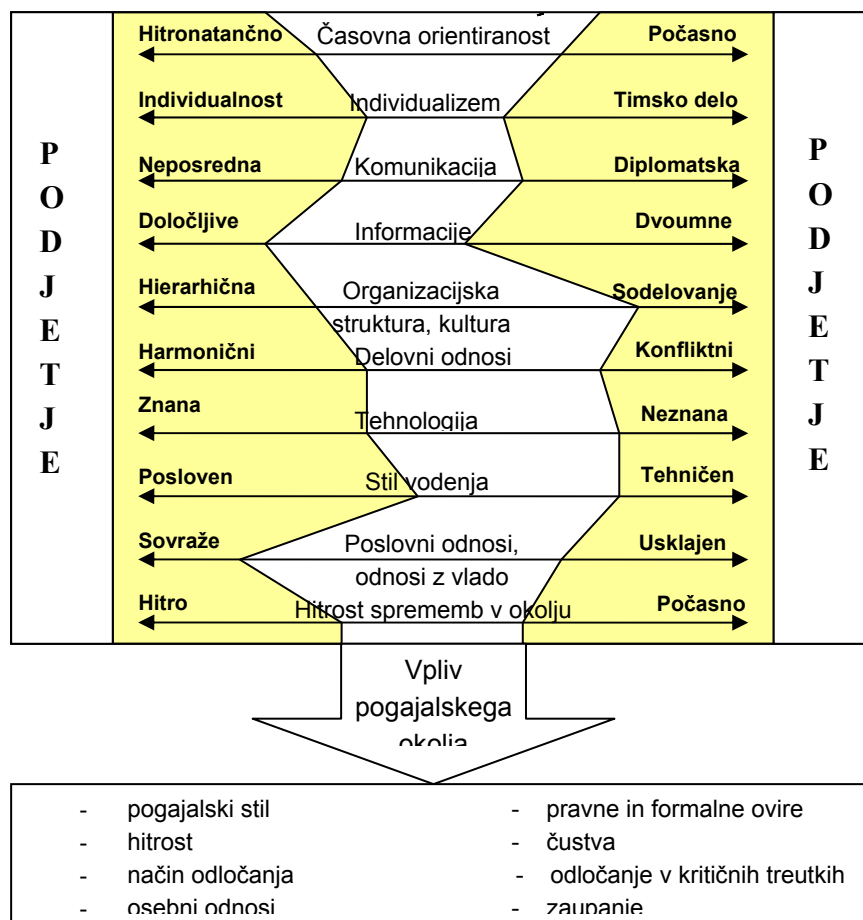 Hitronatančno Časovna orientiranost Počasno
Individualnost Individualizem Timsko delo
Neposredna Komunikacija Diplomatska
Določljive Informacije Dvoumne
Hierarhična Organizacijska Sodelovanje
struktura, kultura
Harmonični Delovni odnosi Konfliktni
Znana Tehnologija Neznana
Posloven Stil vodenja Tehničen
Sovraže Poslovni odnosi, Usklajen
odnosi z vlado
Hitro Hitrost sprememb v okolju Počasno
PODJETJE
PODJETJE
Vpliv
pogajalskega
okolja
- pogajalski stil
- hitrost
- način odločanja
- osebni odnosi
- pravne in formalne ovire
- čustva
- odločanje v kritičnih treutkih
- zaupanje